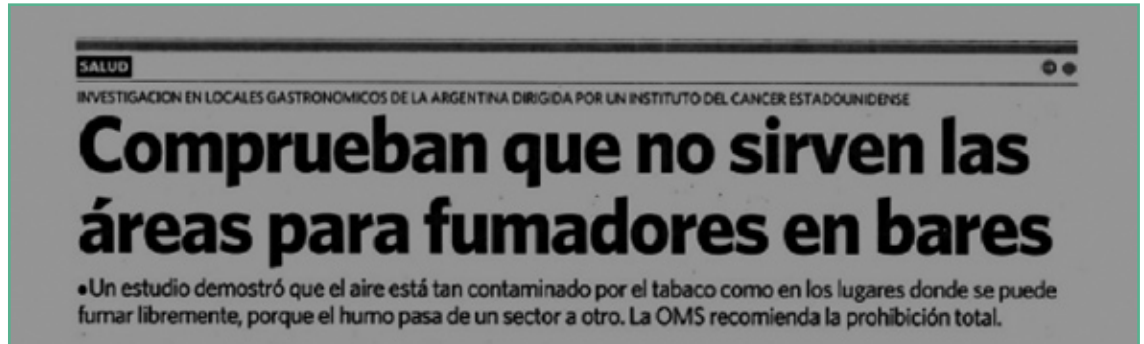 SALUD
INVESTIGACION EN LOCALES GASTRONOMICOS DE LA ARGENTINA DIRIGIDA POR UN INSTITUTO DEL CANCER ESTADOUNIDENSE
Comprueban que no sirven las
áreas para fumadores en bares
•Un estudio demostró que el aire está tan contaminado por el tabaco como en los lugares donde se puede
fumar libremente, porque el humo pasa de un sector a otro. La OMS recomienda la prohibición total.